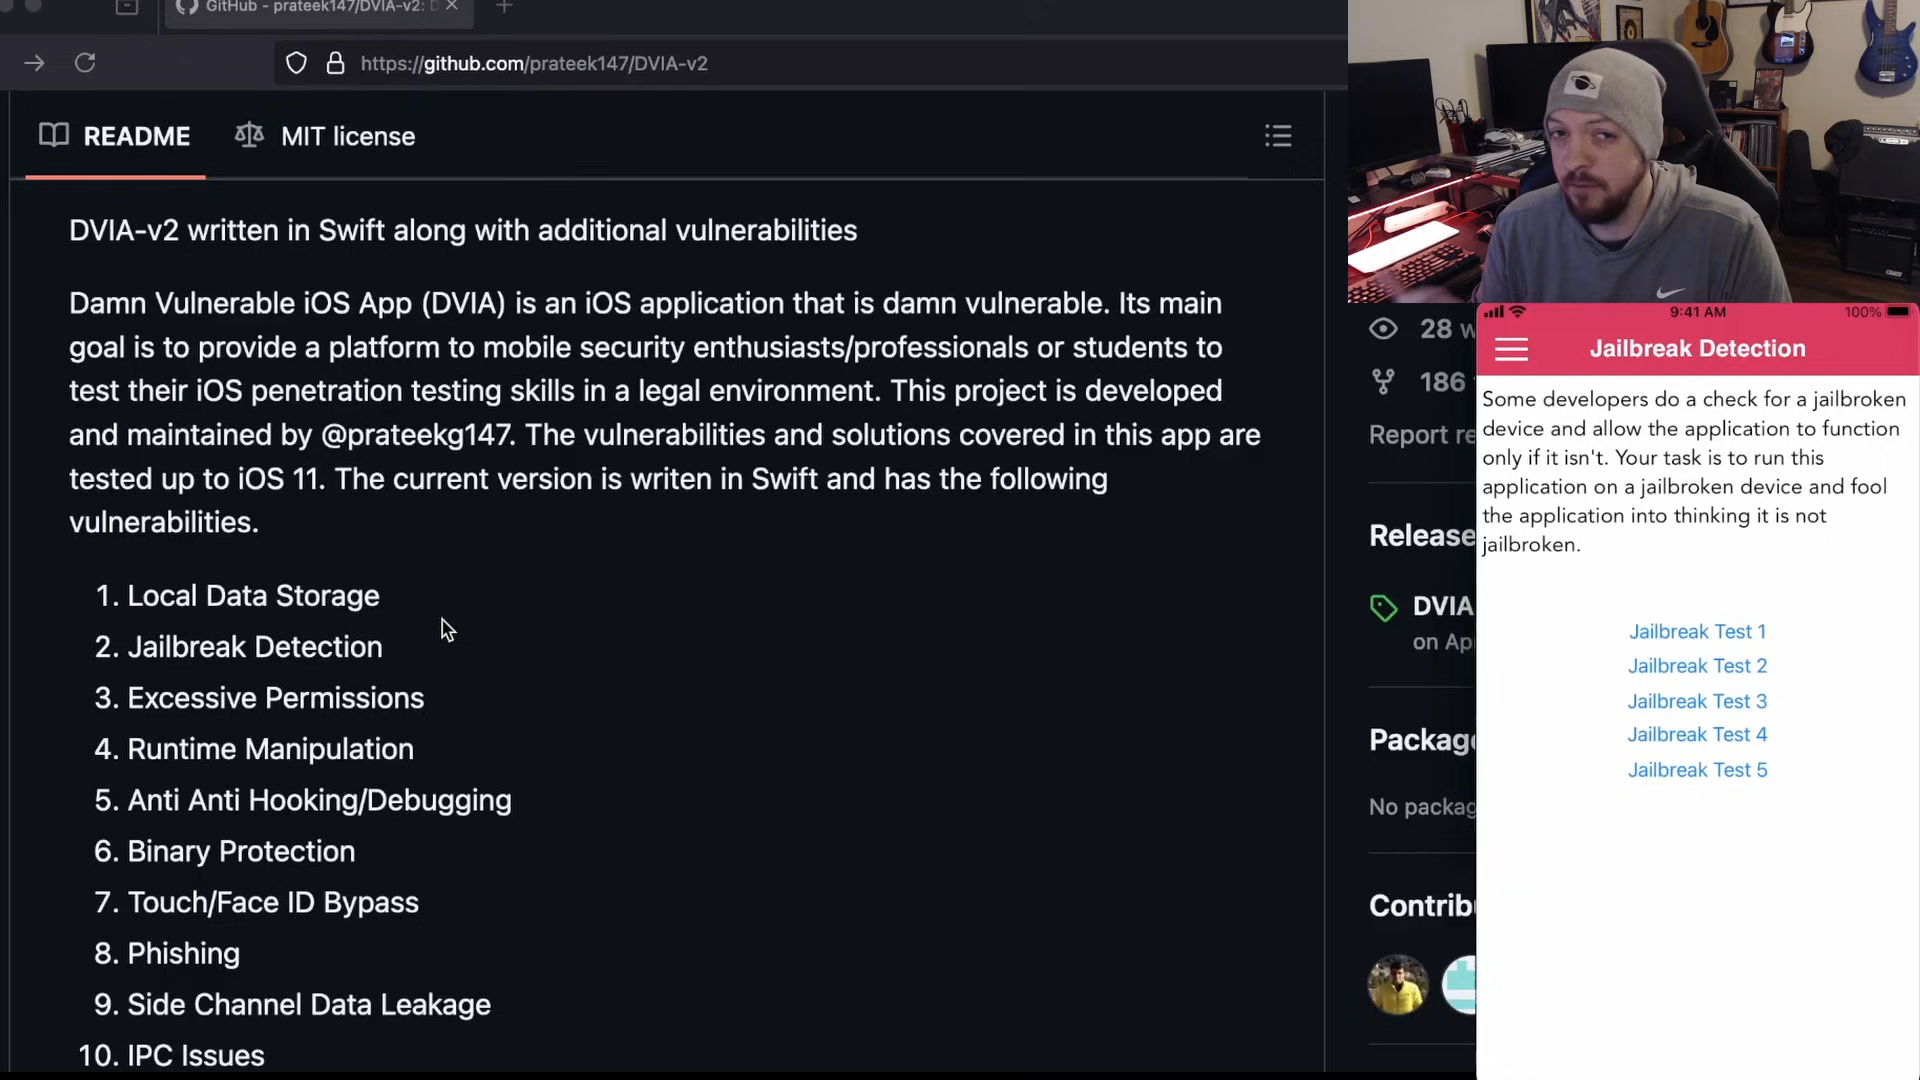 GitHub - prateek147/DVIA-v2: D
https://github.com/prateek147/DVIA-v2
README
MIT license
DVIA-v2 written in Swift along with additional vulnerabilities
Damn Vulnerable iOS App (DVIA) is an iOS application that is damn vulnerable. Its main
goal is to provide a platform to mobile security enthusiasts/professionals or students to
test their iOS penetration testing skills in a legal environment. This project is developed
and maintained by @prateekg147. The vulnerabilities and solutions covered in this app are
tested up to iOS 11. The current version is writen in Swift and has the following
vulnerabilities.
1. Local Data Storage
2. Jailbreak Detection
3. Excessive Permissions
4. Runtime Manipulation
5. Anti Anti Hooking/Debugging
6. Binary Protection
7. Touch/Face ID Bypass
8. Phishing
9. Side Channel Data Leakage
10. IPC Issues
28 w
186
Report re
Release
DVIA
on Ap
Package
No packag
Contrib
9:41 AM
100%
Jailbreak Detection
Some developers do a check for a jailbroken
device and allow the application to function
only if it isn't. Your task is to run this
application on a jailbroken device and fool
the application into thinking it is not
jailbroken.
Jailbreak Test 1
Jailbreak Test 2
Jailbreak Test 3
Jailbreak Test 4
Jailbreak Test 5